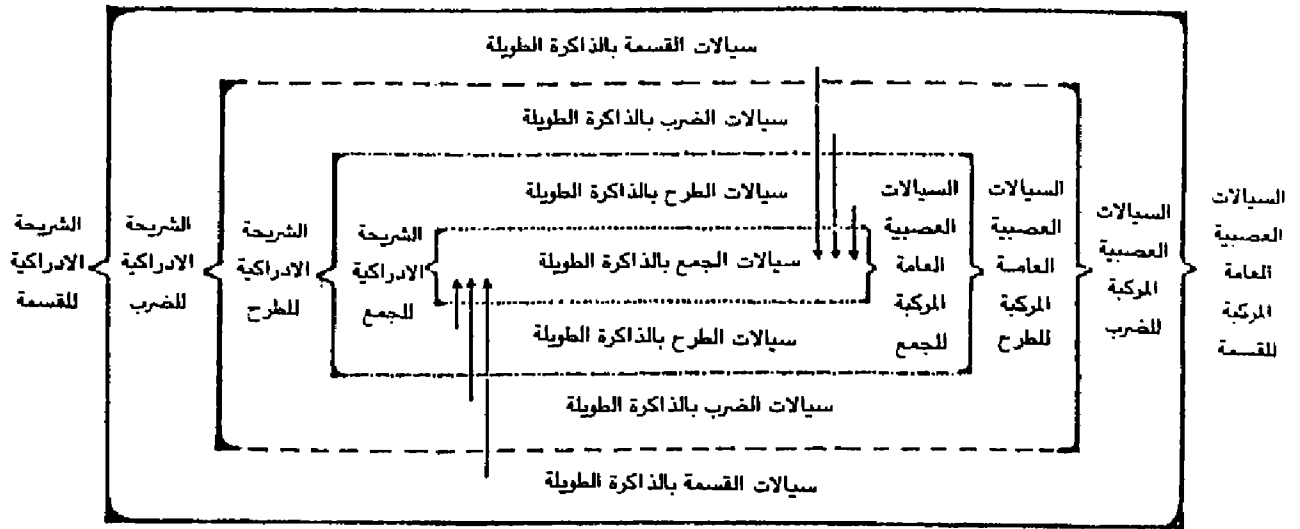 سيالات القسمة بالذاكرة الطويلة
سيالات الضرب بالذاكرة الطويلة
سيالات الطرح بالذاكرة الطويلة
سيالات الجمع بالذاكرة الطويلة
سيالات الطرح بالذاكرة الطويلة
سيالات الضرب بالذاكرة الطويلة
سيالات القسمة بالذاكرة الطويلة
السيالات
العصبية
العامة
المركبة
للقسمة
السيالات
العصبية
المركبة
للضرب
السيالات
العصبية
العامة
المركبة
للطرح
السيالات
العصبية
العامة
المركبة
للجمع
الشريحة
الادراكية
للجمع
الشريحة
الادراكية
للطرح
الشريحة
الادراكية
للضرب
الشريحة
الادراكية
للقسمة